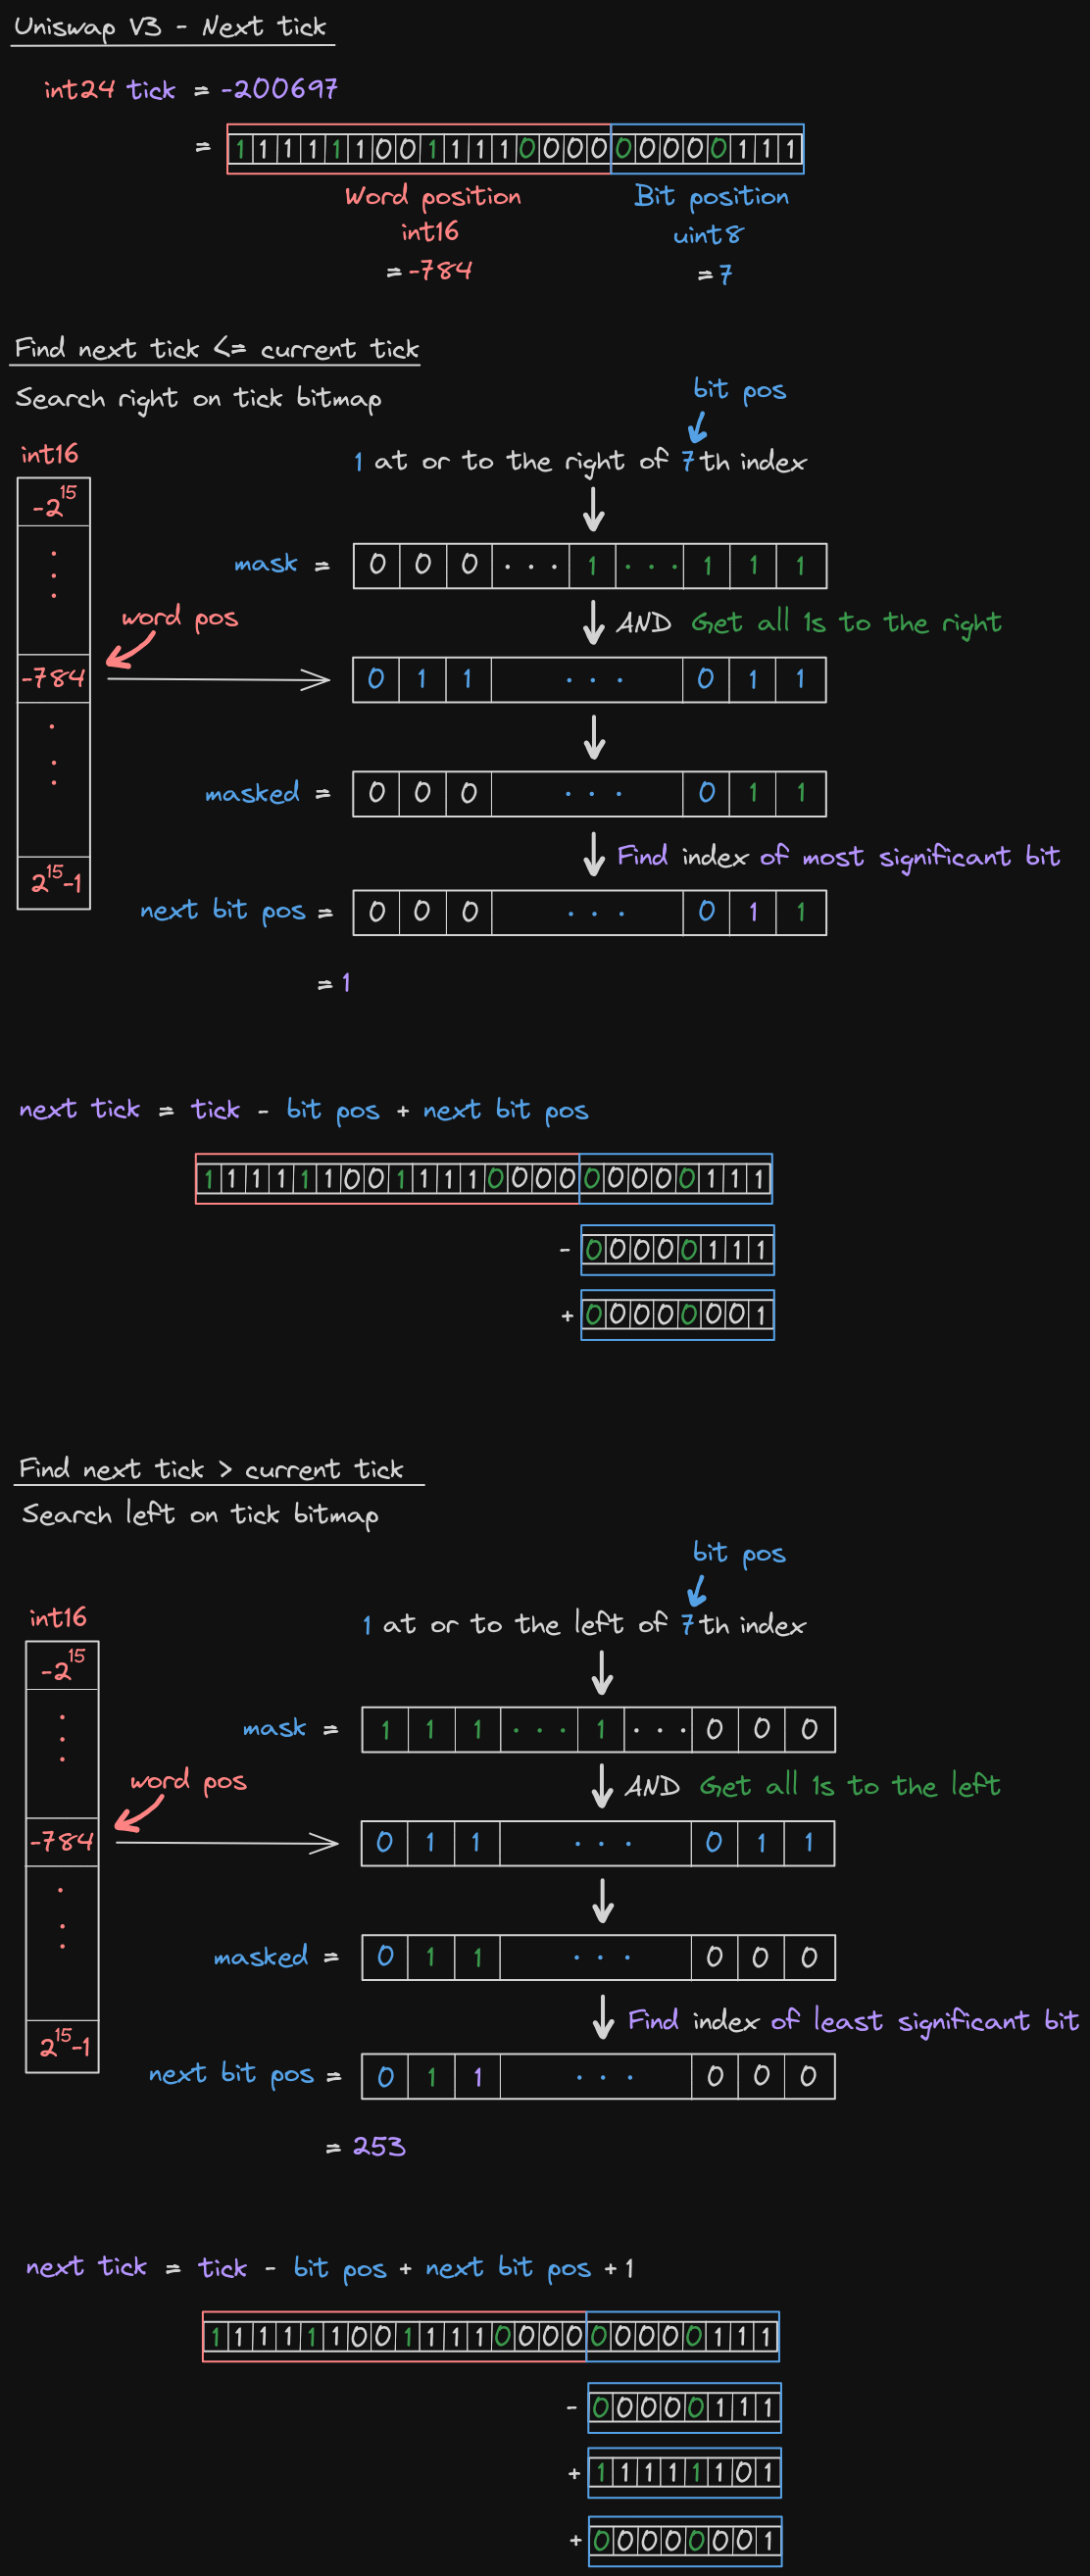 Uniswap V3 - Next tick
int24 tick = -200697
= 1 1 1 1 1 1 0 0 1 1 1 1 0 0 0 0 0 0 0 0 0 1 1 1
Word position Bit position
int16 uint8
= -784 = 7
Find next tick <= current tick
Search right on tick bitmap
bit pos
int16
1 at or to the right of 7th index
-2^15
mask = 0 0 0 ... 1 ... 1 1 1
word pos
AND Get all 1s to the right
-784
0 1 1 ... 0 1 1
masked = 0 0 0 ... 0 1 1
Find index of most significant bit
2^15-1
next bit pos = 0 0 0 ... 0 1 1
= 1
next tick = tick - bit pos + next bit pos
1 1 1 1 1 1 0 0 1 1 1 1 0 0 0 0 0 0 0 0 0 1 1 1
- 0 0 0 0 0 1 1 1
+ 0 0 0 0 0 0 0 1
Find next tick > current tick
Search left on tick bitmap
bit pos
int16
1 at or to the left of 7th index
-2^15
mask = 1 1 1 ... 1 ... 0 0 0
word pos
AND Get all 1s to the left
-784
0 1 1 ... 0 1 1
masked = 0 1 1 ... 0 0 0
Find index of least significant bit
2^15-1
next bit pos = 0 1 1 ... 0 0 0
= 253
next tick = tick - bit pos + next bit pos + 1
1 1 1 1 1 1 0 0 1 1 1 1 0 0 0 0 0 0 0 0 0 1 1 1
- 0 0 0 0 0 1 1 1
+ 1 1 1 1 1 1 0 1
+ 0 0 0 0 0 0 0 1